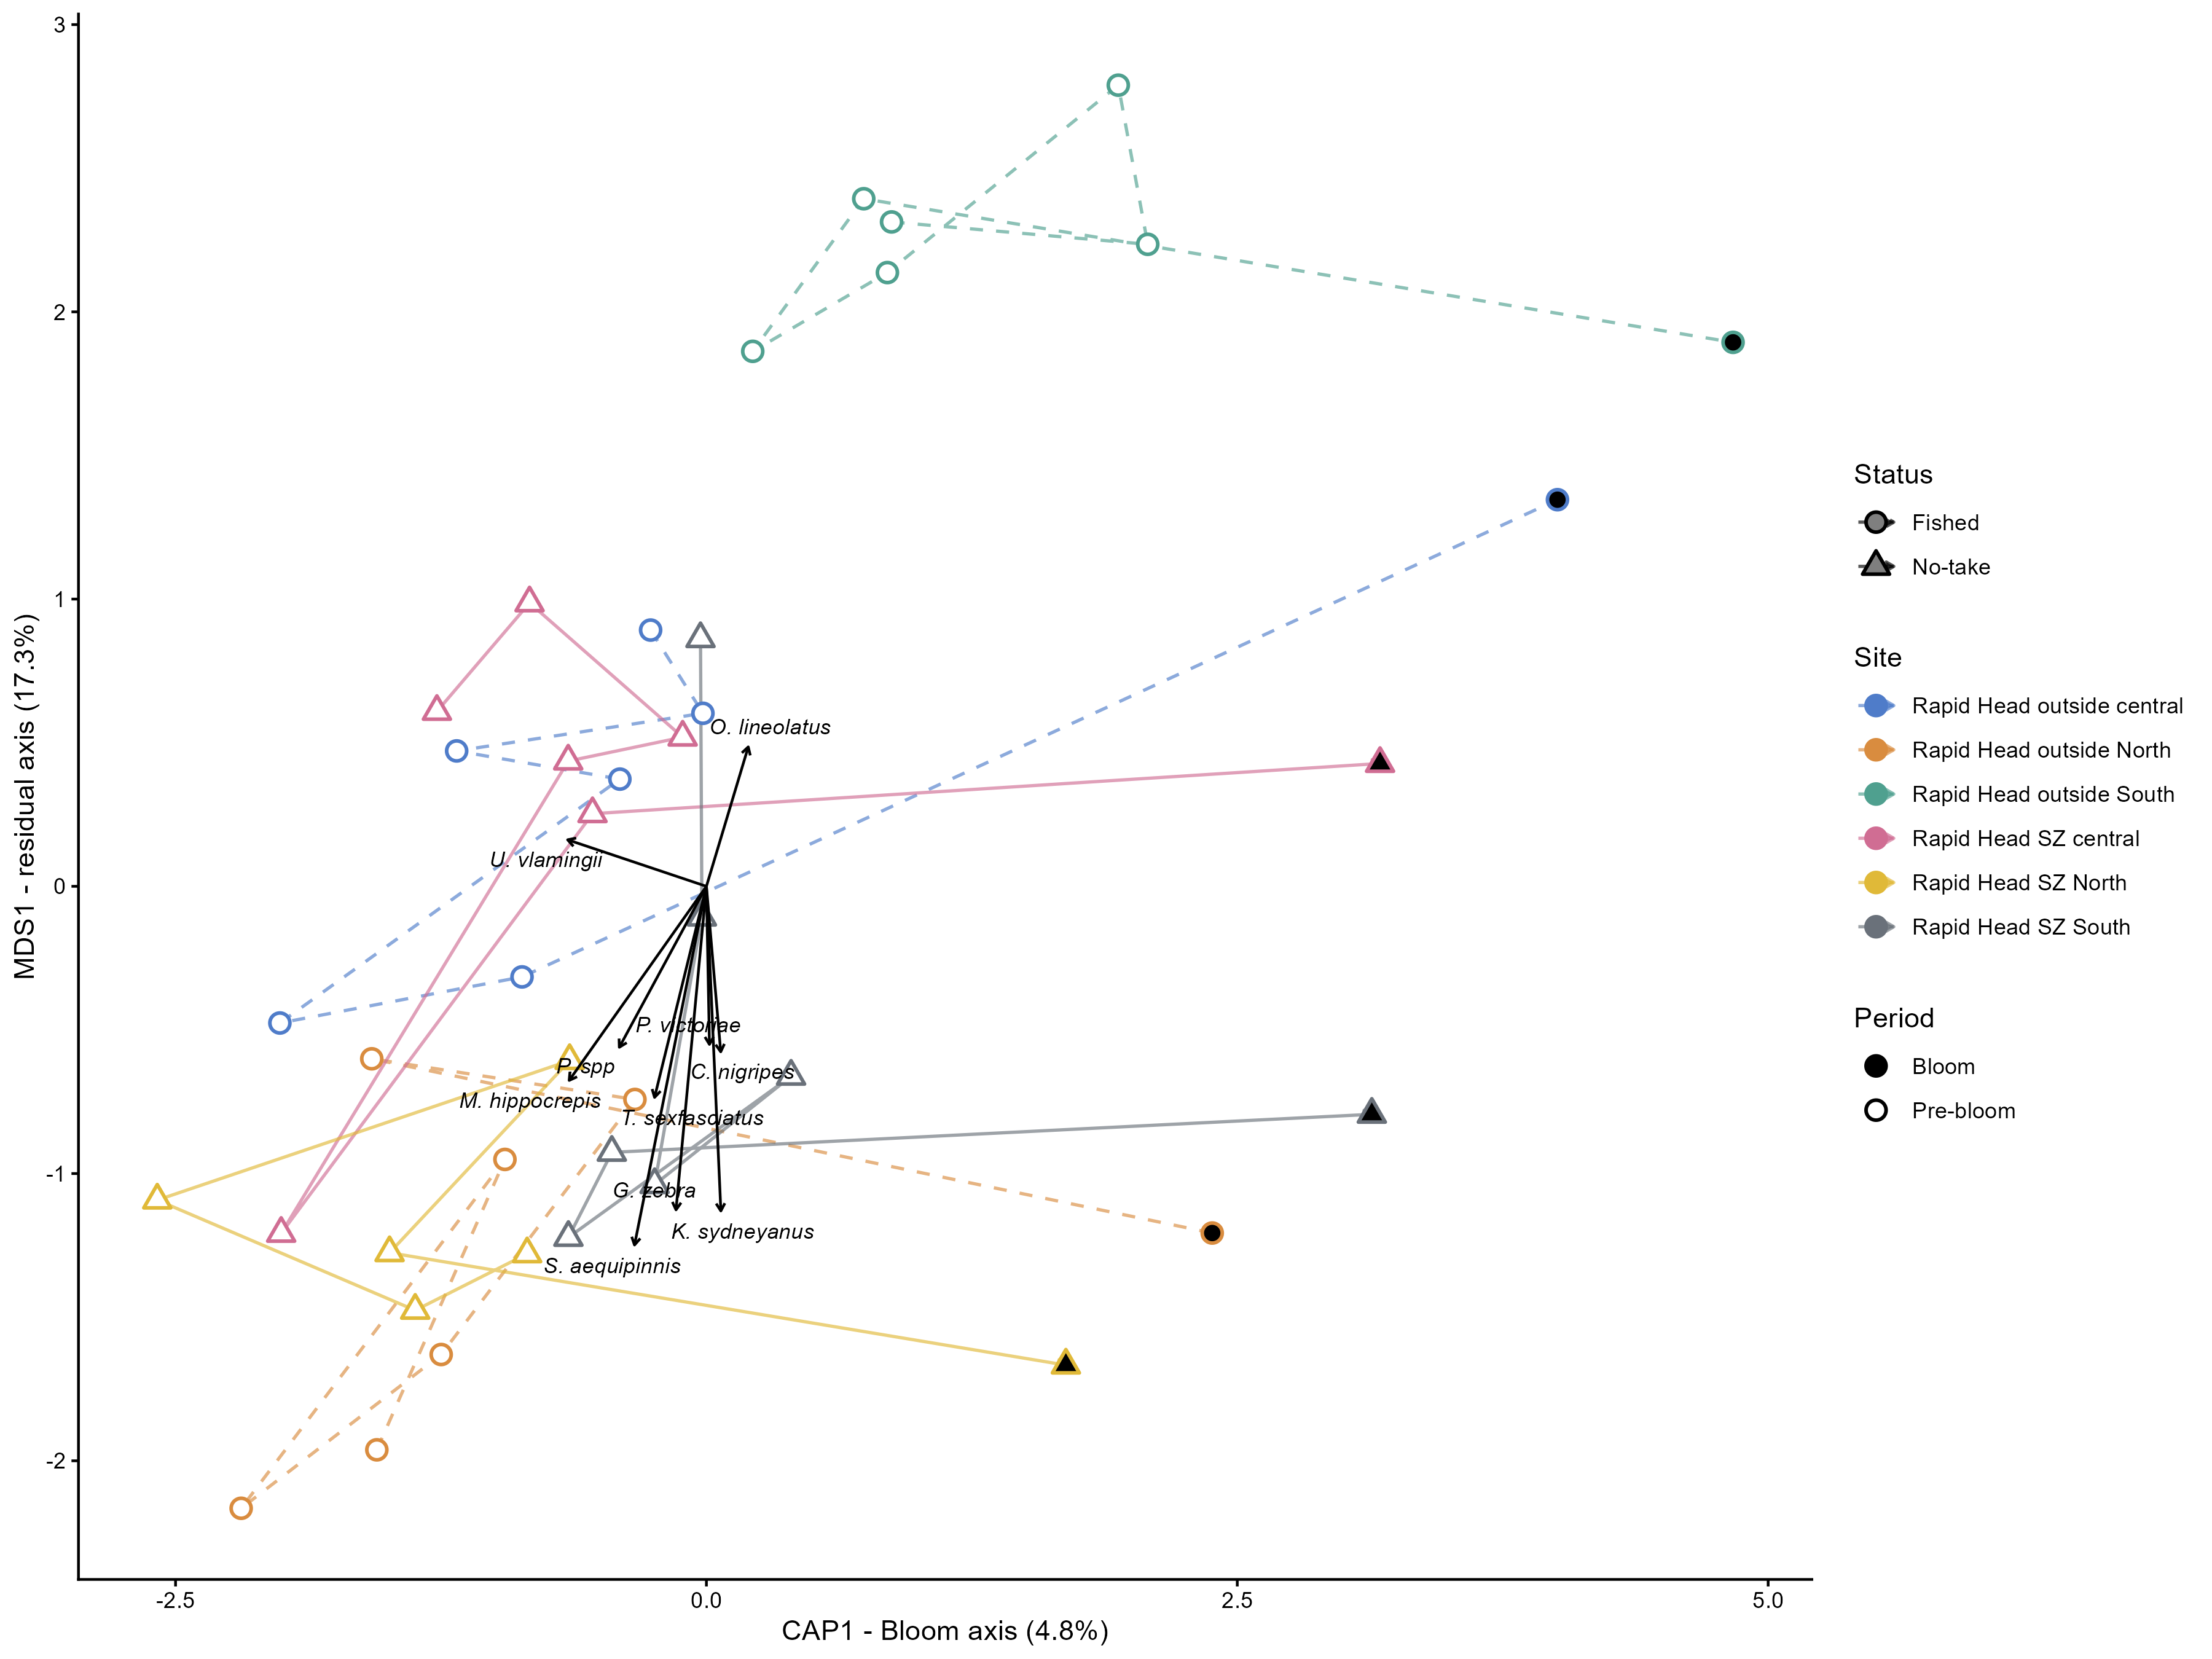 3
2
1
0
-1
-2
MDS1 - residual axis (17.3%)
-2.5
0.0
2.5
5.0
CAP1 - Bloom axis (4.8%)
O. lineolatus
U. vlamingii
P. victoriae
P. spp
C. nigripes
M. hippocrepis
T. sexfasciatus
G. zebra
K. sydneyanus
S. aequipinnis
Status
Fished
No-take
Site
Rapid Head outside central
Rapid Head outside North
Rapid Head outside South
Rapid Head SZ central
Rapid Head SZ North
Rapid Head SZ South
Period
Bloom
Pre-bloom